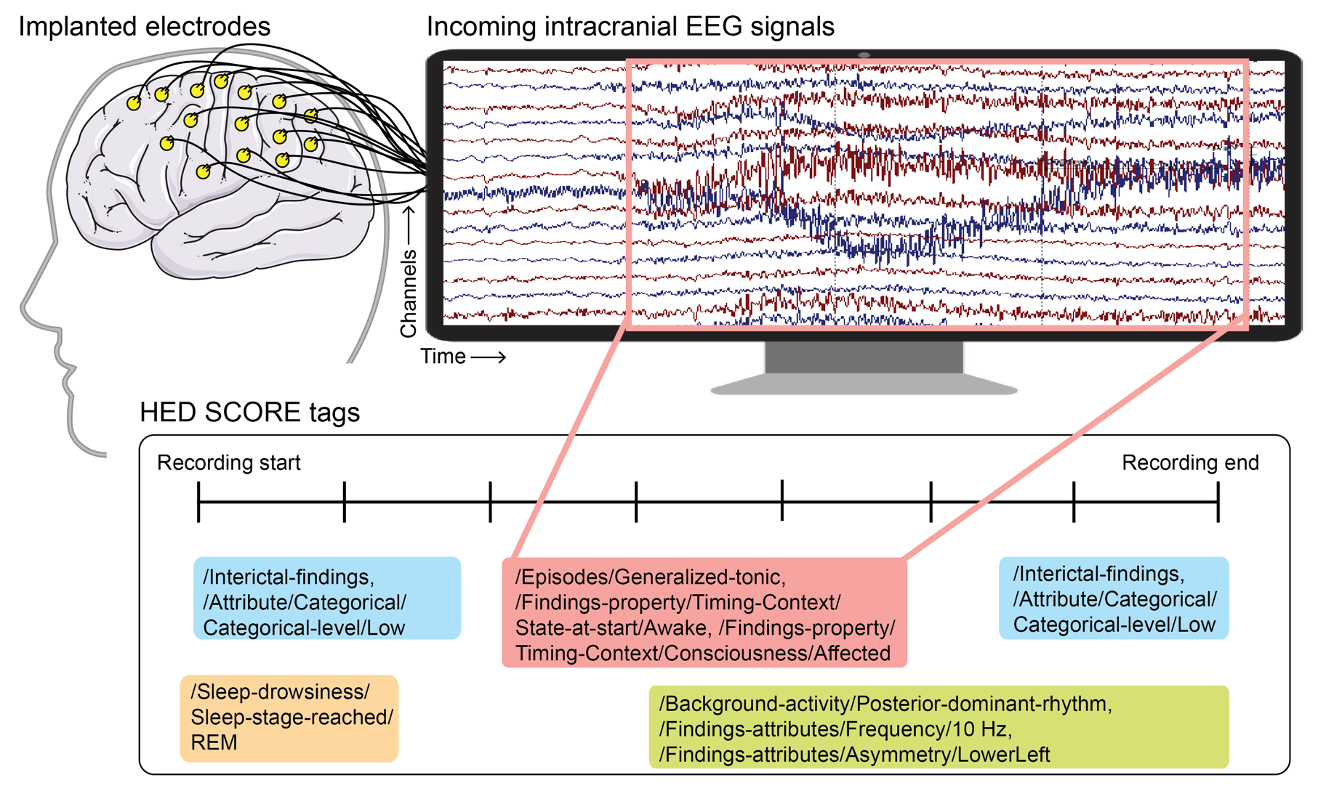 Implanted electrodes
Incoming intracranial EEG signals
Channels
Time
HED SCORE tags
Recording start
Recording end
/Interictal-findings,
/Attribute/Categorical/
Categorical-level/Low
/Episodes/Generalized-tonic,
/Findings-property/Timing-Context/
State-at-start/Awake, /Findings-property/
Timing-Context/Consciousness/Affected
/Interictal-findings,
/Attribute/Categorical/
Categorical-level/Low
/Sleep-drowsiness/
Sleep-stage-reached/
REM
/Background-activity/Posterior-dominant-rhythm,
/Findings-attributes/Frequency/10 Hz,
/Findings-attributes/Asymmetry/LowerLeft